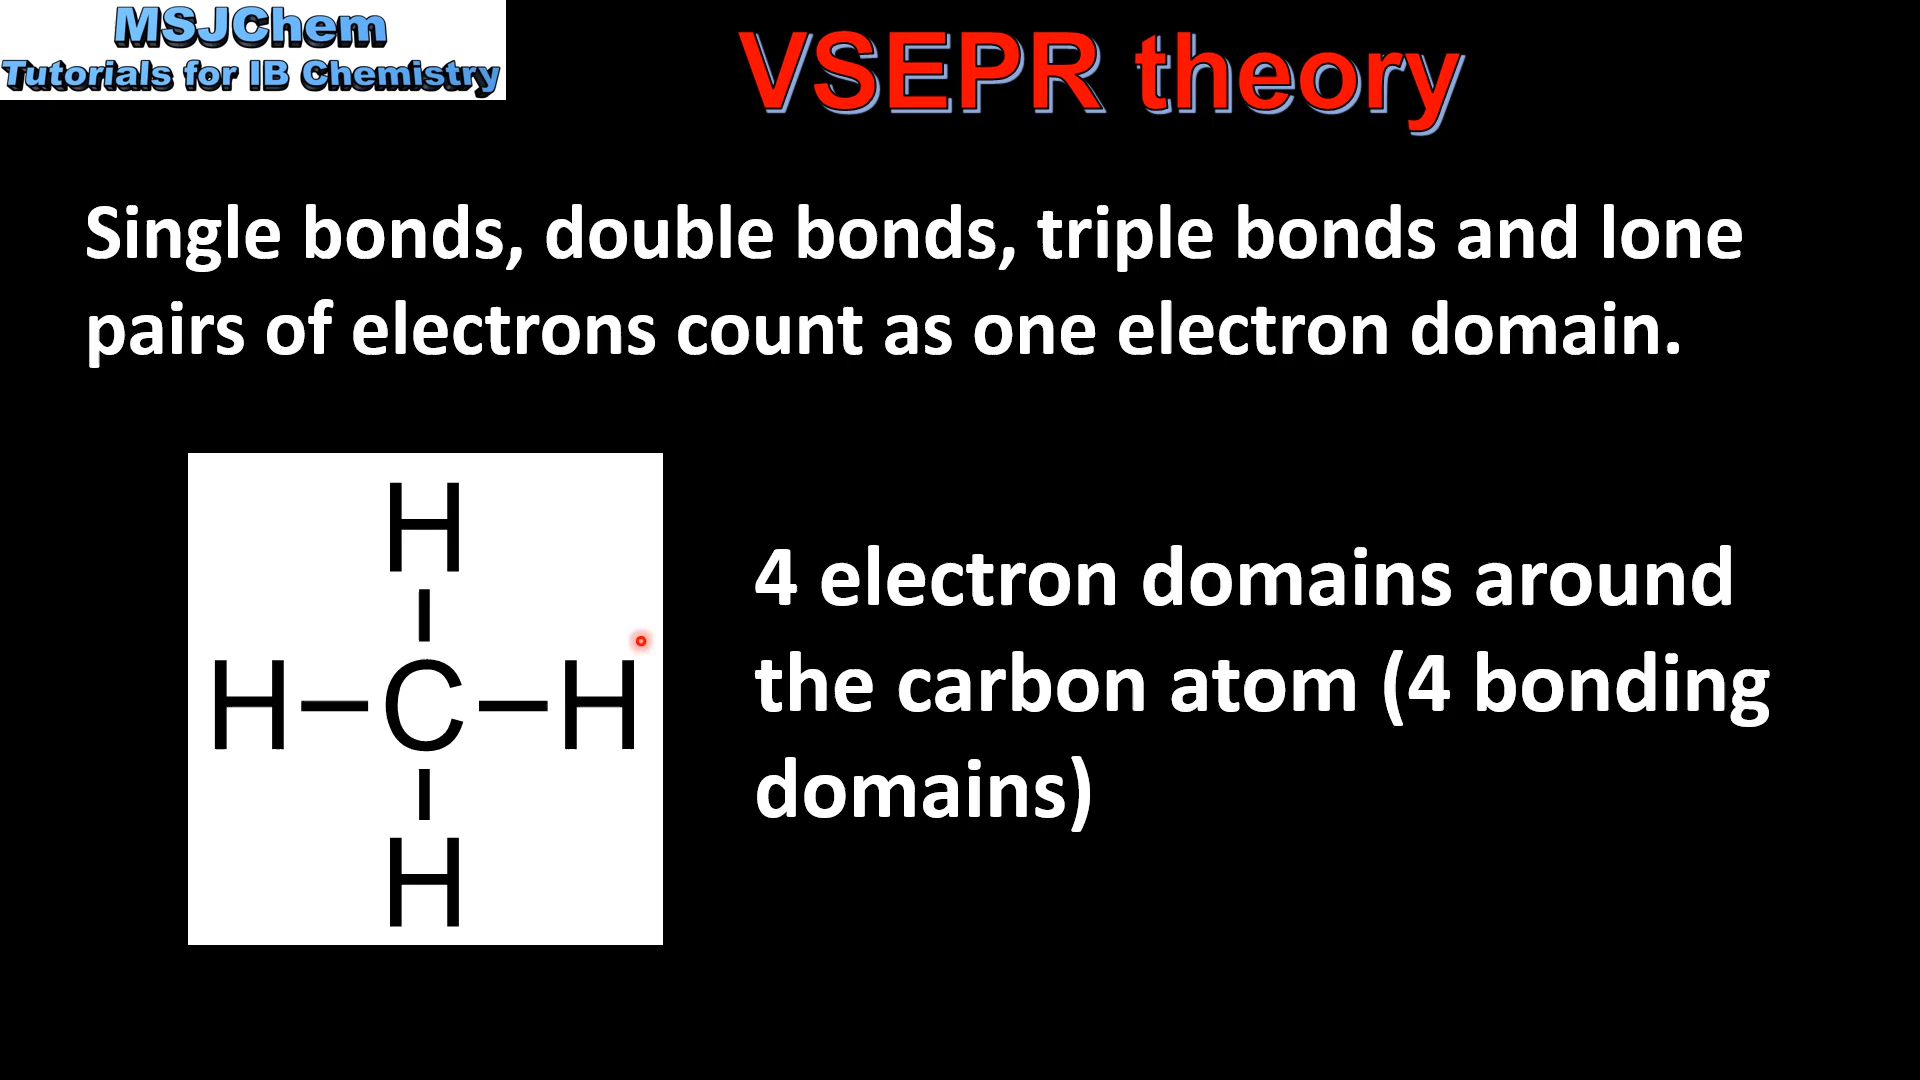 MSJChem
Tutorials for IB Chemistry
VSEPR theory
Single bonds, double bonds, triple bonds and lone
pairs of electrons count as one electron domain.
H
H C H
H
4 electron domains around
the carbon atom (4 bonding
domains)